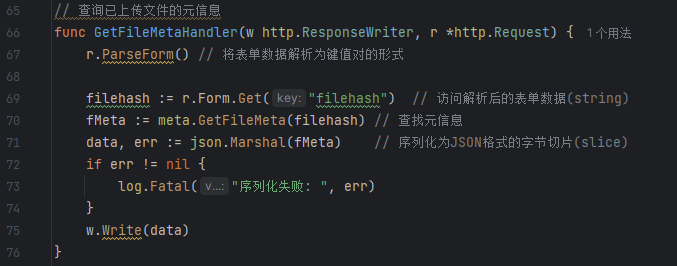 65 // 查询已上传文件的元信息
66 func GetFileMetaHandler(w http.ResponseWriter, r *http.Request) { 1个用法
67 r.ParseForm() // 将表单数据解析为键值对的形式
68
69 filehash := r.Form.Get( key: "filehash") // 访问解析后的表单数据(string)
70 fMeta := meta.GetFileMeta(filehash) // 查找元信息
71 data, err := json.Marshal(fMeta) // 序列化为JSON格式的字节切片(slice)
72 if err != nil {
73 log.Fatal( v...: "序列化失败: ", err)
74 }
75 w.Write(data)
76 }